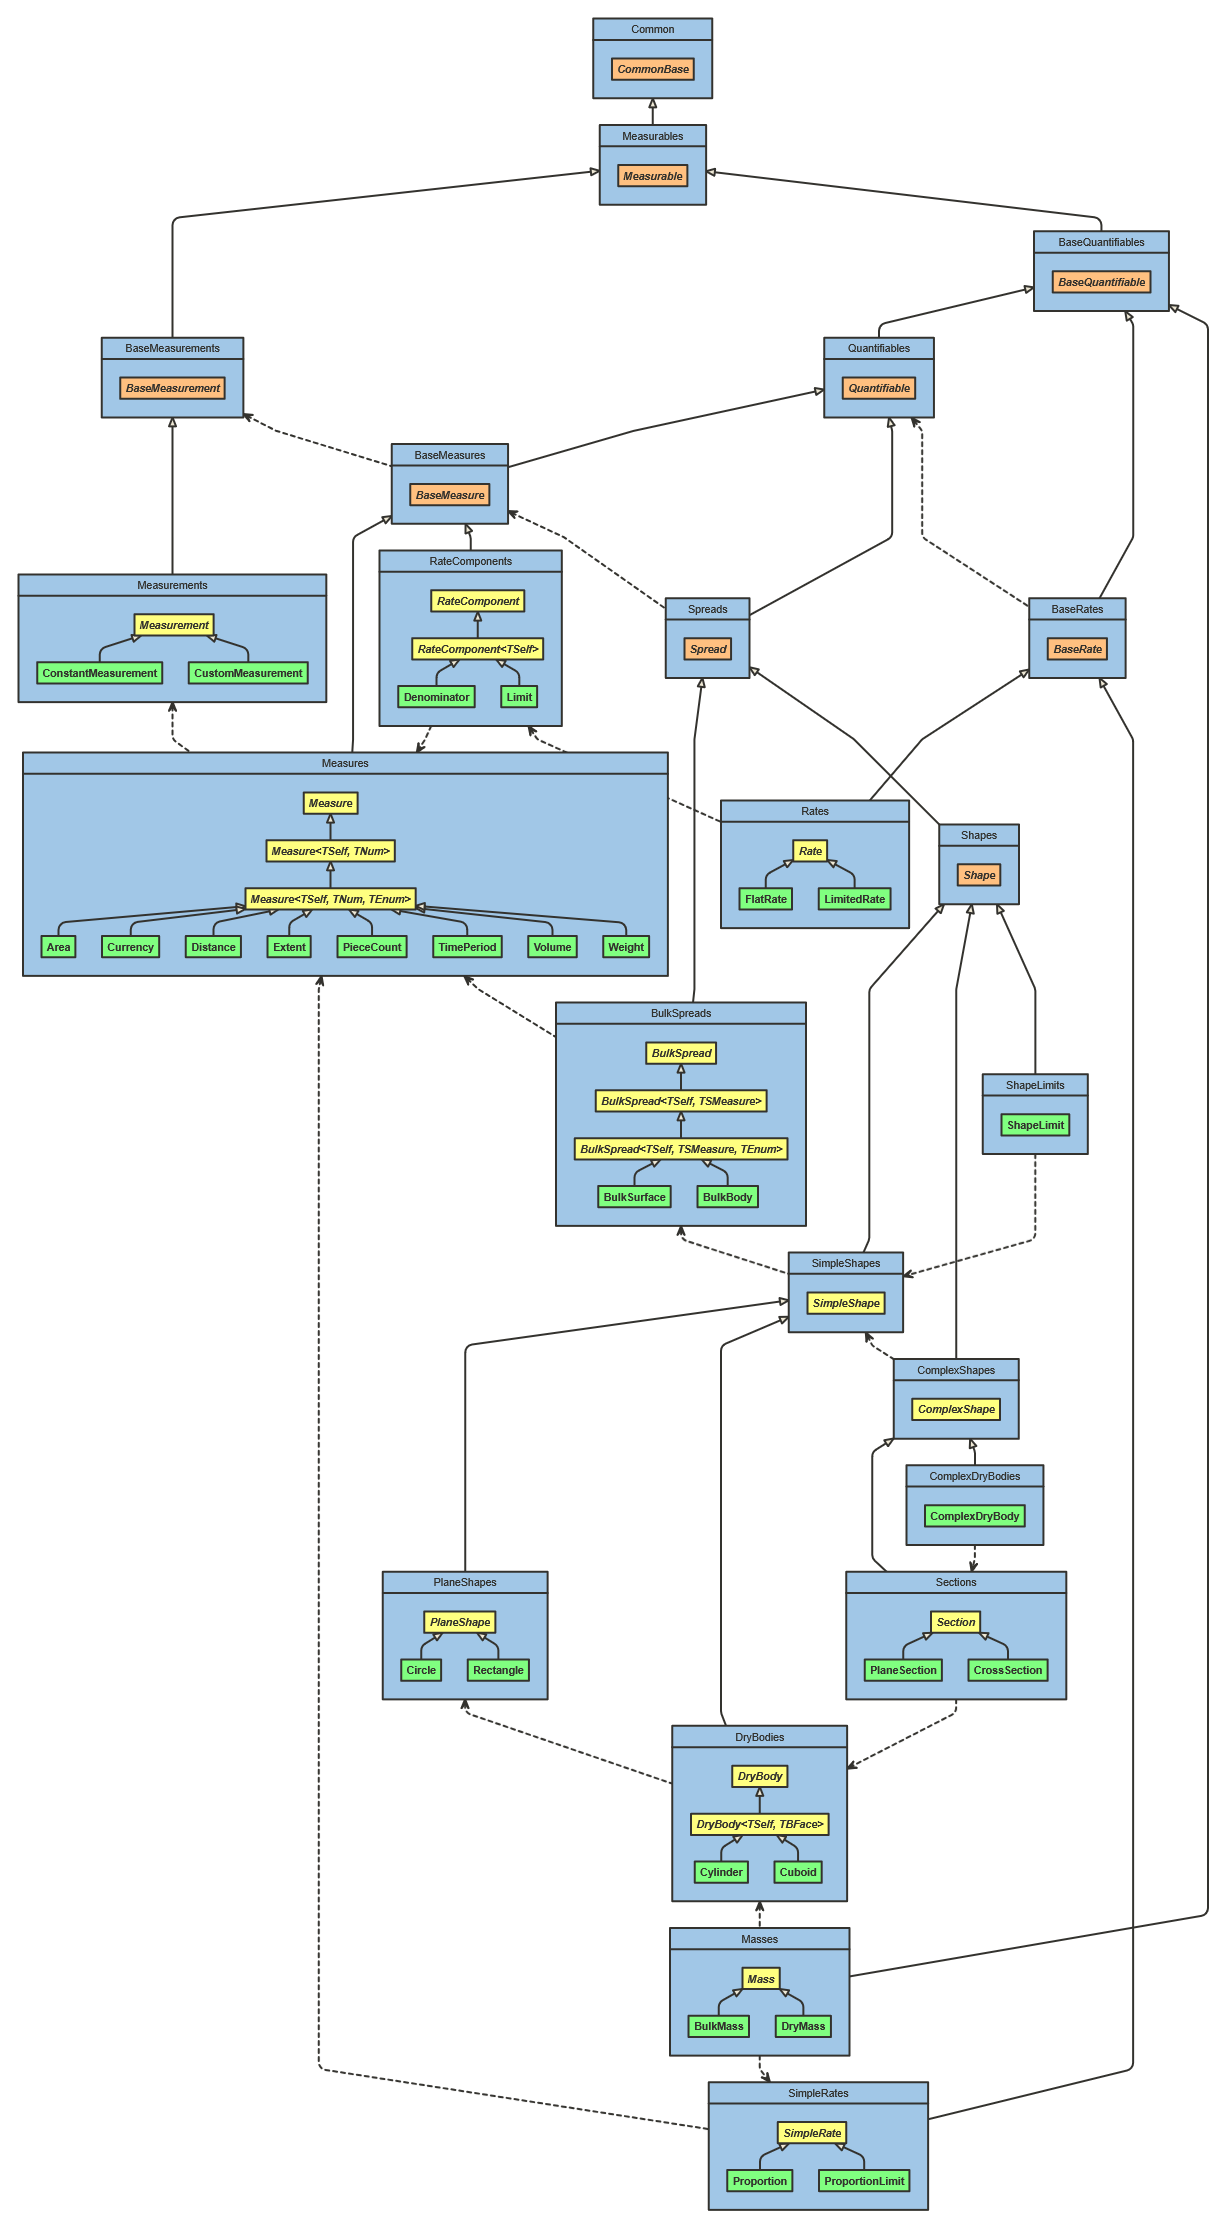 Common
CommonBase
Measurables
Measurable
BaseQuantifiables
BaseQuantifiable
BaseMeasurements
BaseMeasurement
Quantifiables
Quantifiable
BaseMeasures
BaseMeasure
RateComponents
RateComponent
RateComponent<TSelf>
Denominator
Limit
Measurements
Measurement
ConstantMeasurement
CustomMeasurement
Spreads
Spread
BaseRates
BaseRate
Measures
Measure
Measure<TSelf, TNum>
Measure<TSelf, TNum, TEnum>
Area
Currency
Distance
Extent
PieceCount
TimePeriod
Volume
Weight
Rates
Rate
FlatRate
LimitedRate
Shapes
Shape
BulkSpreads
BulkSpread
BulkSpread<TSelf, TSMeasure>
BulkSpread<TSelf, TSMeasure, TEnum>
BulkSurface
BulkBody
ShapeLimits
ShapeLimit
SimpleShapes
SimpleShape
ComplexShapes
ComplexShape
ComplexDryBodies
ComplexDryBody
PlaneShapes
PlaneShape
Circle
Rectangle
Sections
Section
PlaneSection
CrossSection
DryBodies
DryBody
DryBody<TSelf, TBFace>
Cylinder
Cuboid
Masses
Mass
BulkMass
DryMass
SimpleRates
SimpleRate
Proportion
ProportionLimit